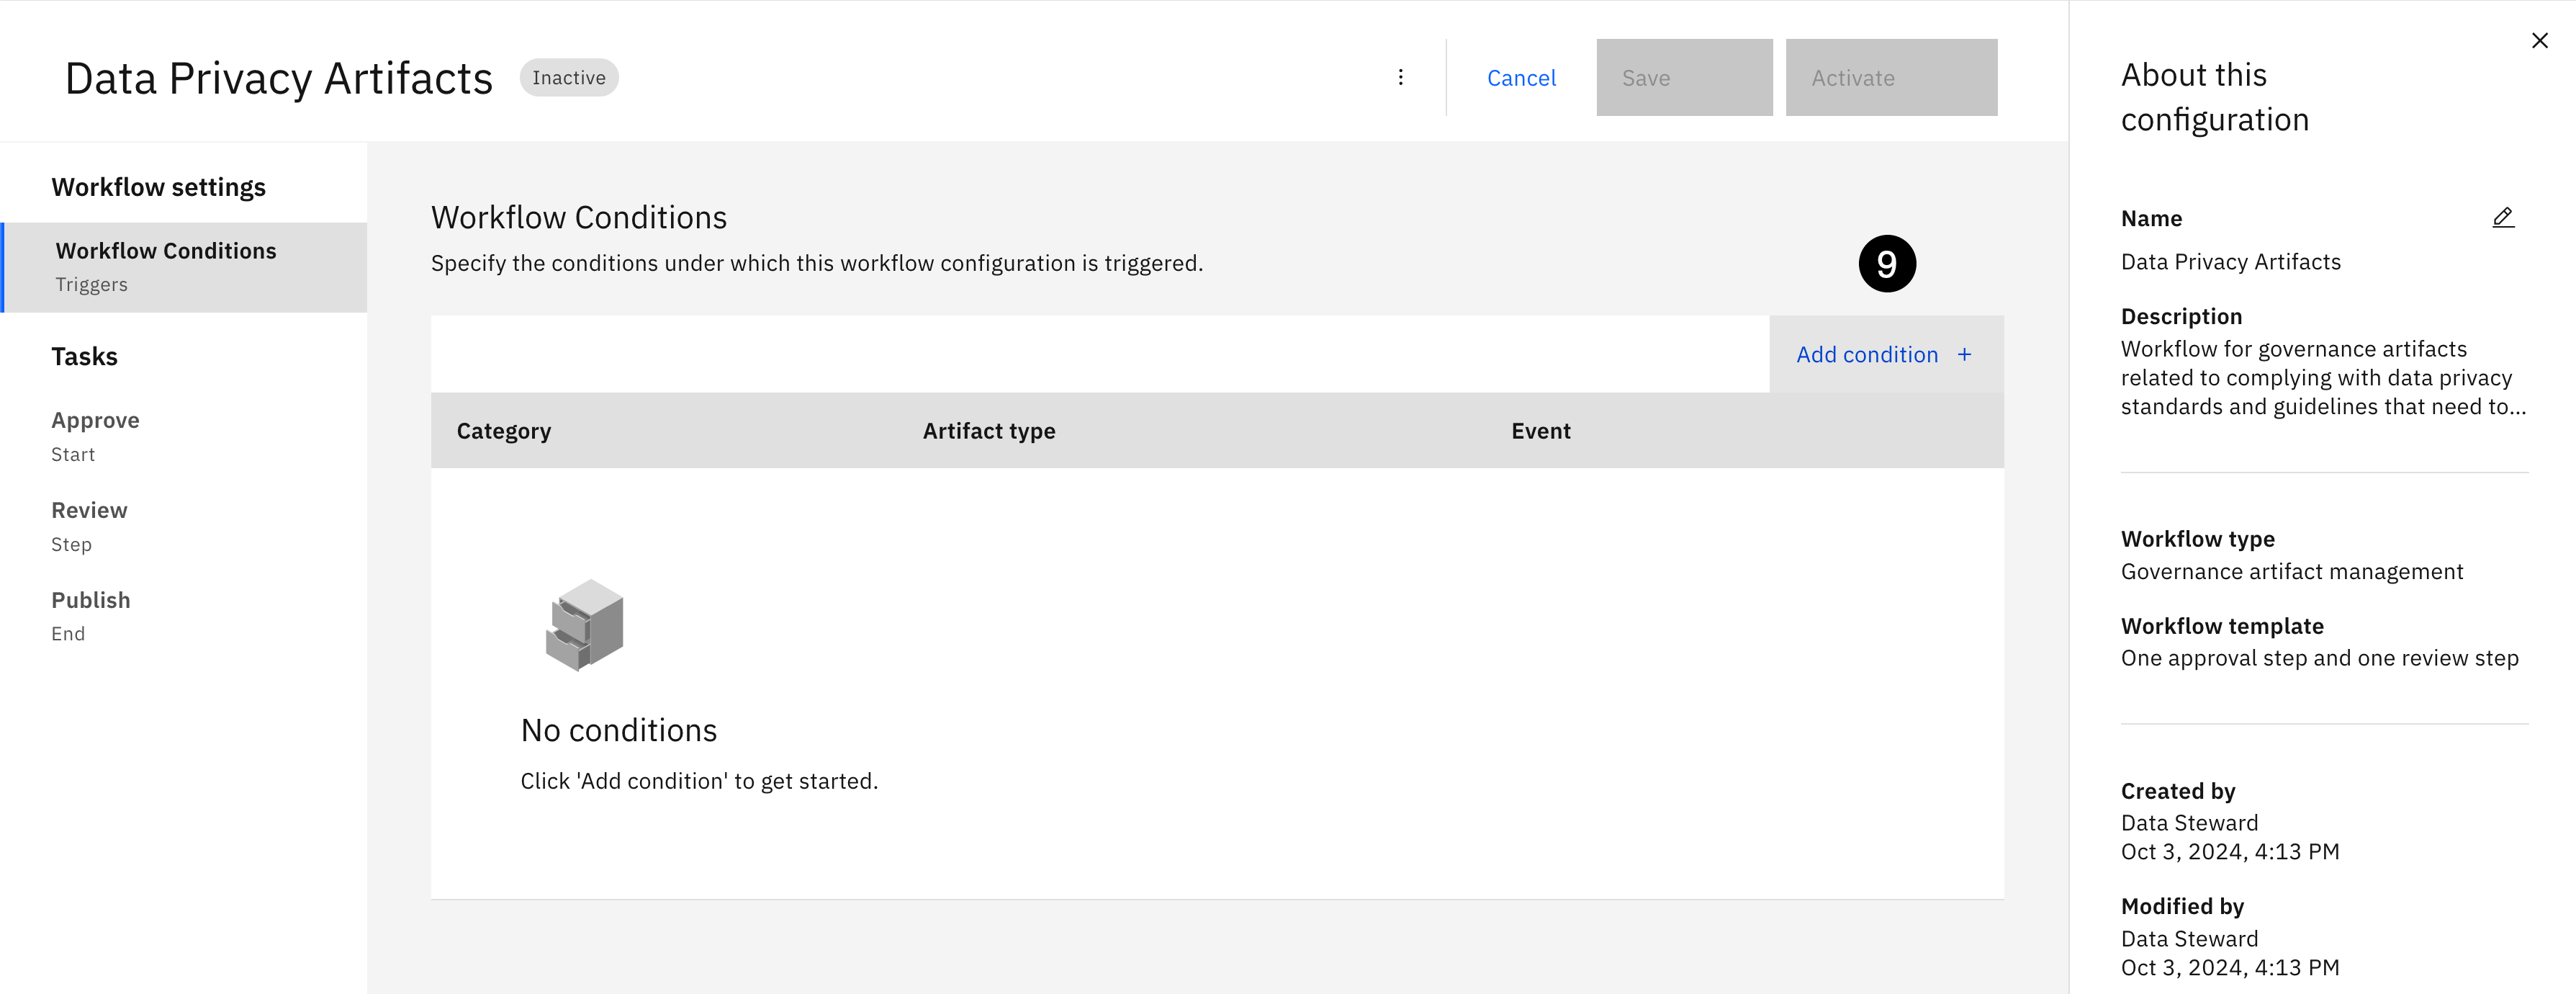 Data Privacy Artifacts
Inactive
Cancel
Save
Activate
Workflow settings
Workflow Conditions
Triggers
Tasks
Approve
Start
Review
Step
Publish
End
Workflow Conditions
Specify the conditions under which this workflow configuration is triggered.
9
Add condition +
Category Artifact type Event
No conditions
Click 'Add condition' to get started.
About this
configuration
Name
Data Privacy Artifacts
Description
Workflow for governance artifacts
related to complying with data privacy
standards and guidelines that need to...
Workflow type
Governance artifact management
Workflow template
One approval step and one review step
Created by
Data Steward
Oct 3, 2024, 4:13 PM
Modified by
Data Steward
Oct 3, 2024, 4:13 PM